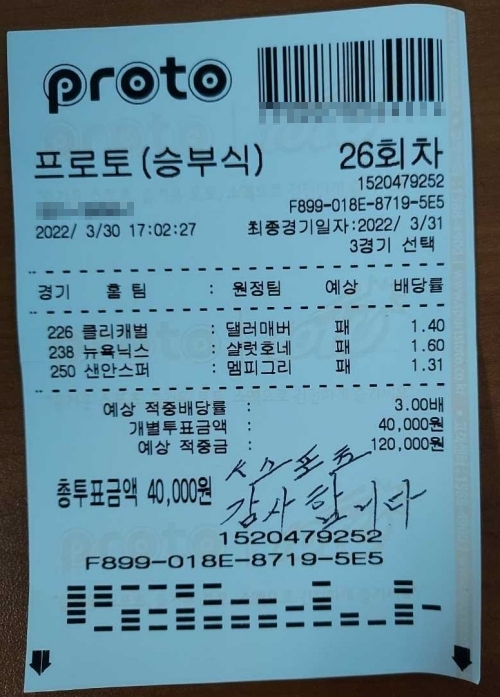 proto
프로토(승부식) 26회차
1520479252
F899-018E-8719-5E5
2022/ 3/30 17:02:27 최종경기일자:2022/ 3/31
3경기 선택
경기 홈 팀 : 원정팀 예상 배당률
226 클리캐벌 : 댈러매버 패 1.40
238 뉴욕닉스 : 샬럿호네 패 1.60
250 샌안스퍼 : 멤피그리 패 1.31
예상 적중배당률 : 3.00배
개별투표금액 : 40,000원
예상 적중금 : 120,000원
총투표금액 40,000원
스포츠
감사합니다
1520479252
F899-018E-8719-5E5